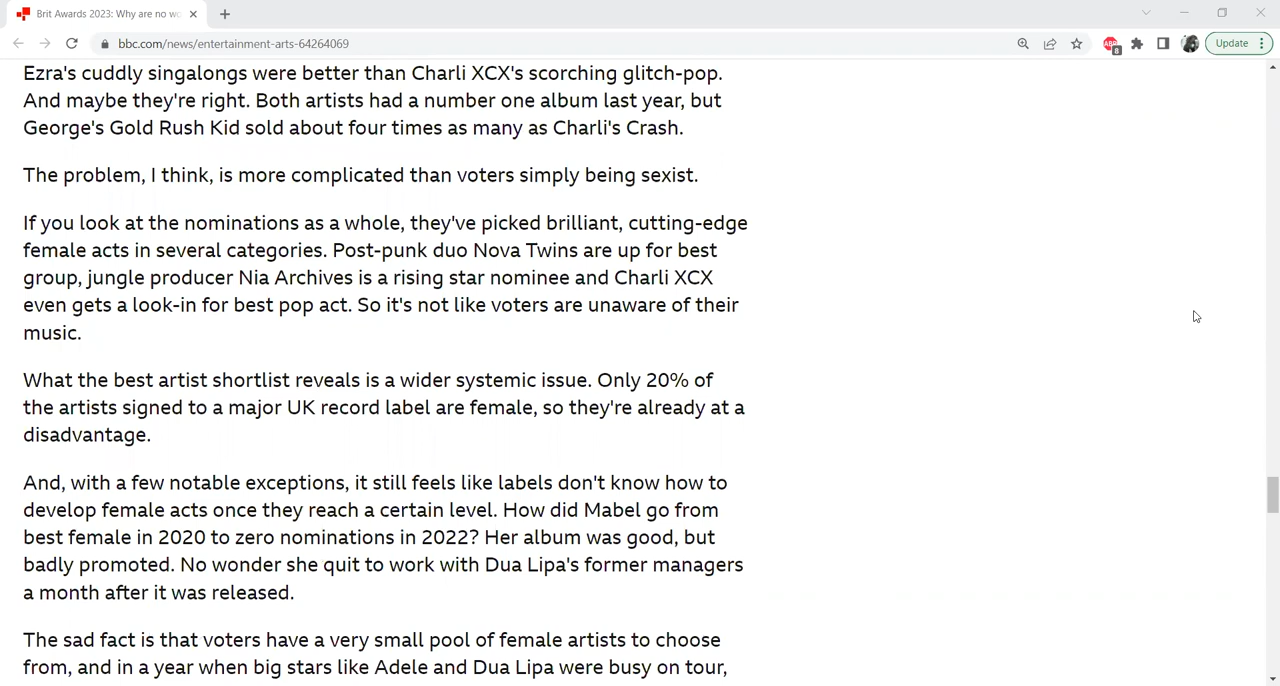 Brit Awards 2023: Why are no wo
bbc.com/news/entertainment-arts-64264069
Update
Ezra's cuddly singalongs were better than Charli XCX's scorching glitch-pop.
And maybe they're right. Both artists had a number one album last year, but
George's Gold Rush Kid sold about four times as many as Charli's Crash.
The problem, I think, is more complicated than voters simply being sexist.
If you look at the nominations as a whole, they've picked brilliant, cutting-edge
female acts in several categories. Post-punk duo Nova Twins are up for best
group, jungle producer Nia Archives is a rising star nominee and Charli XCX
even gets a look-in for best pop act. So it's not like voters are unaware of their
music.
What the best artist shortlist reveals is a wider systemic issue. Only 20% of
the artists signed to a major UK record label are female, so they're already at a
disadvantage.
And, with a few notable exceptions, it still feels like labels don't know how to
develop female acts once they reach a certain level. How did Mabel go from
best female in 2020 to zero nominations in 2022? Her album was good, but
badly promoted. No wonder she quit to work with Dua Lipa's former managers
a month after it was released.
The sad fact is that voters have a very small pool of female artists to choose
from, and in a year when big stars like Adele and Dua Lipa were busy on tour,